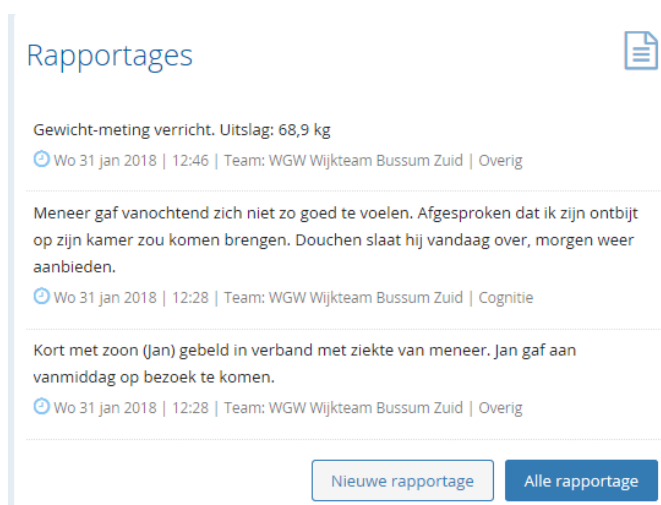 Rapportages
Gewicht-meting verricht. Uitslag: 68,9 kg
Wo 31 jan 2018 | 12:46 | Team: WGW Wijkteam Bussum Zuid | Overig
Meneer gaf vanochtend zich niet zo goed te voelen. Afgesproken dat ik zijn ontbijt
op zijn kamer zou komen brengen. Douchen slaat hij vandaag over, morgen weer
aanbieden.
Wo 31 jan 2018 | 12:28 | Team: WGW Wijkteam Bussum Zuid | Cognitie
Kort met zoon (Jan) gebeld in verband met ziekte van meneer. Jan gaf aan
vanmiddag op bezoek te komen.
Wo 31 jan 2018 | 12:28 | Team: WGW Wijkteam Bussum Zuid | Overig
Nieuwe rapportage
Alle rapportage